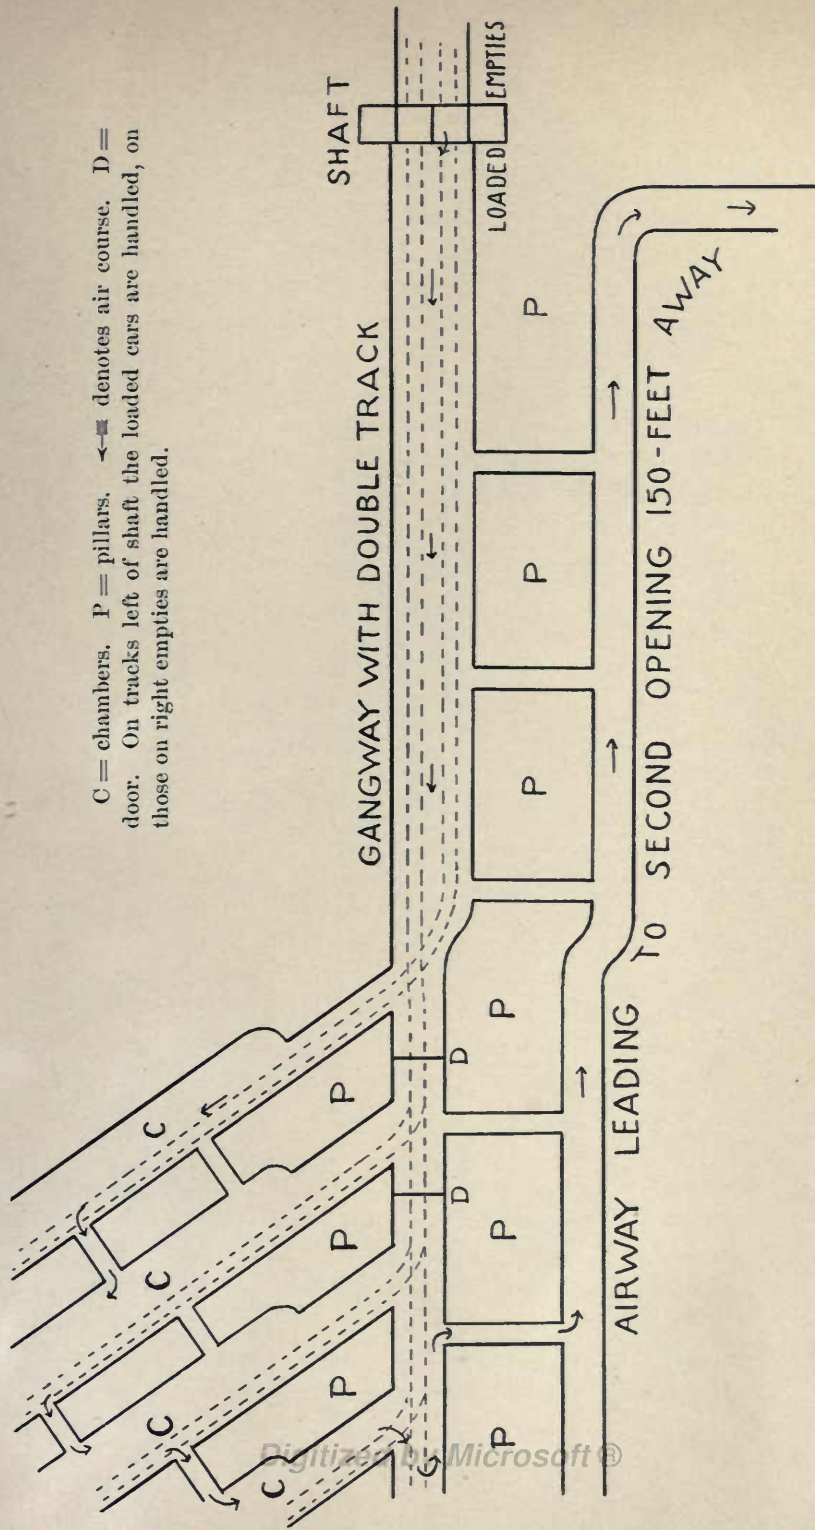 C = chambers. P = pillars. ← denotes air course. D =
door. On tracks left of shaft the loaded cars are handled, on
those on right empties are handled.
SHAFT
LOADED EMPTIES
GANGWAY WITH DOUBLE TRACK
P
P
P
P
P
P
P
P
P
D
D
C
C
C
C
AIRWAY LEADING TO SECOND OPENING 150-FEET AWAY
Digitized by Microsoft ®